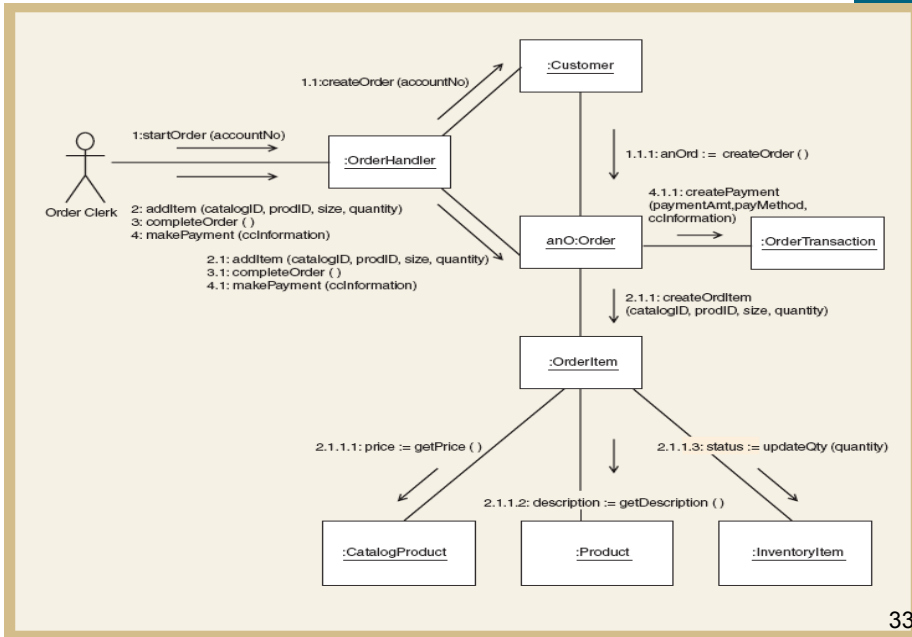 :Customer
1.1:createOrder (accountNo)
1:startOrder (accountNo)
:OrderHandler
1.1.1: anOrd := createOrder ( )
4.1.1: createPayment
(paymentAmt,payMethod,
ccInformation)
Order Clerk
2: addItem (catalogID, prodID, size, quantity)
3: completeOrder ( )
4: makePayment (ccInformation)
anO:Order
:OrderTransaction
2.1: addItem (catalogID, prodID, size, quantity)
3.1: completeOrder ( )
4.1: makePayment (ccInformation)
2.1.1: createOrdItem
(catalogID, prodID, size, quantity)
:OrderItem
2.1.1.1: price := getPrice ( )
2.1.1.3: status := updateQty (quantity)
2.1.1.2: description := getDescription ( )
:CatalogProduct
:Product
:InventoryItem
33